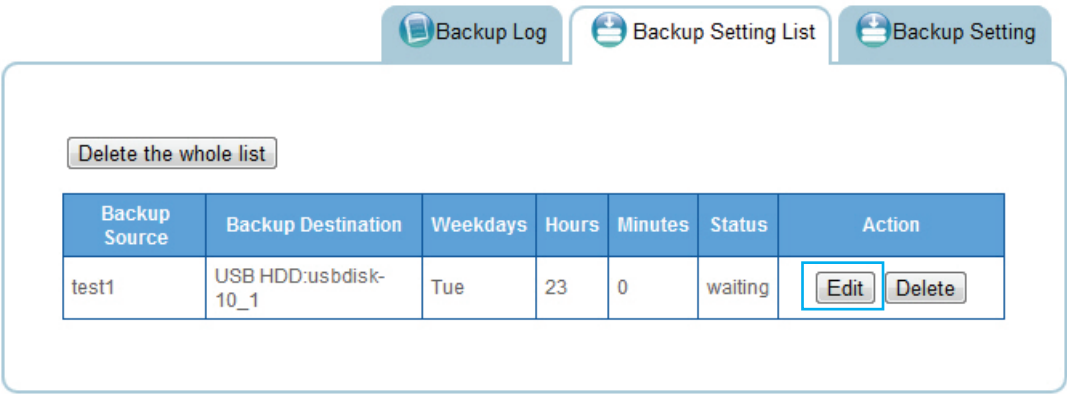 Backup Log
Backup Setting List
Backup Setting
Delete the whole list
Backup
Source
Backup Destination
Weekdays
Hours
Minutes
Status
Action
test1
USB HDD:usbdisk-
10_1
Tue
23
0
waiting
Edit
Delete